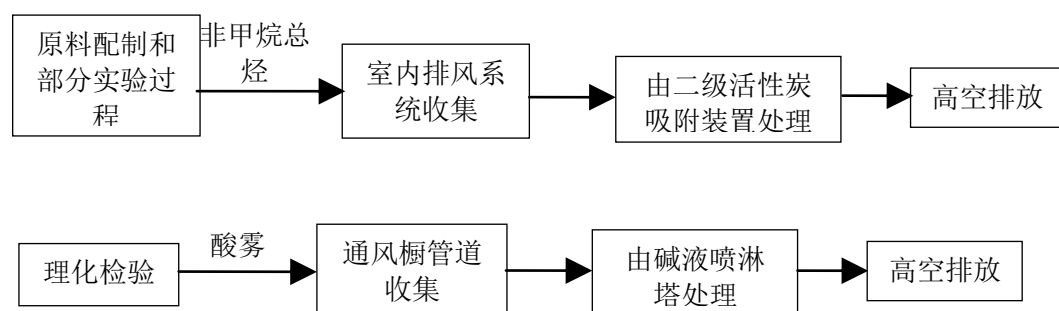 原料配制和
部分实验过
程
非甲烷总
烃
室内排风系
统收集
由二级活性炭
吸附装置处理
高空排放
理化检验
酸雾
通风橱管道
收集
由碱液喷淋
塔处理
高空排放